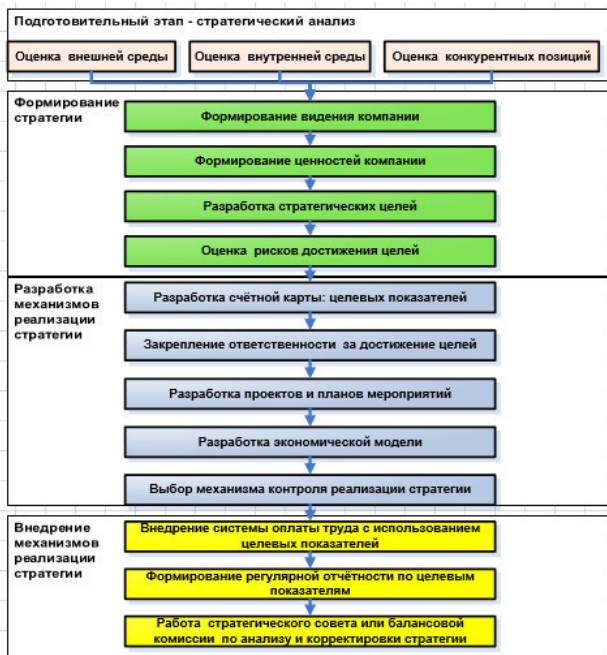 Подготовительный этап - стратегический анализ
Оценка внешней среды
Оценка внутренней среды
Оценка конкурентных позиций
Формирование
стратегии
Формирование видения компании
Формирование ценностей компании
Разработка стратегических целей
Оценка рисков достижения целей
Разработка
механизмов
реализации
стратегии
Разработка счётной карты: целевых показателей
Закрепление ответственности за достижение целей
Разработка проектов и планов мероприятий
Разработка экономической модели
Выбор механизма контроля реализации стратегии
Внедрение
механизмов
реализации
стратегии
Внедрение системы оплаты труда с использованием
целевых показателей
Формирование регулярной отчётности по целевым
показателям
Работа стратегического совета или балансовой
комиссии по анализу и корректировки стратегии